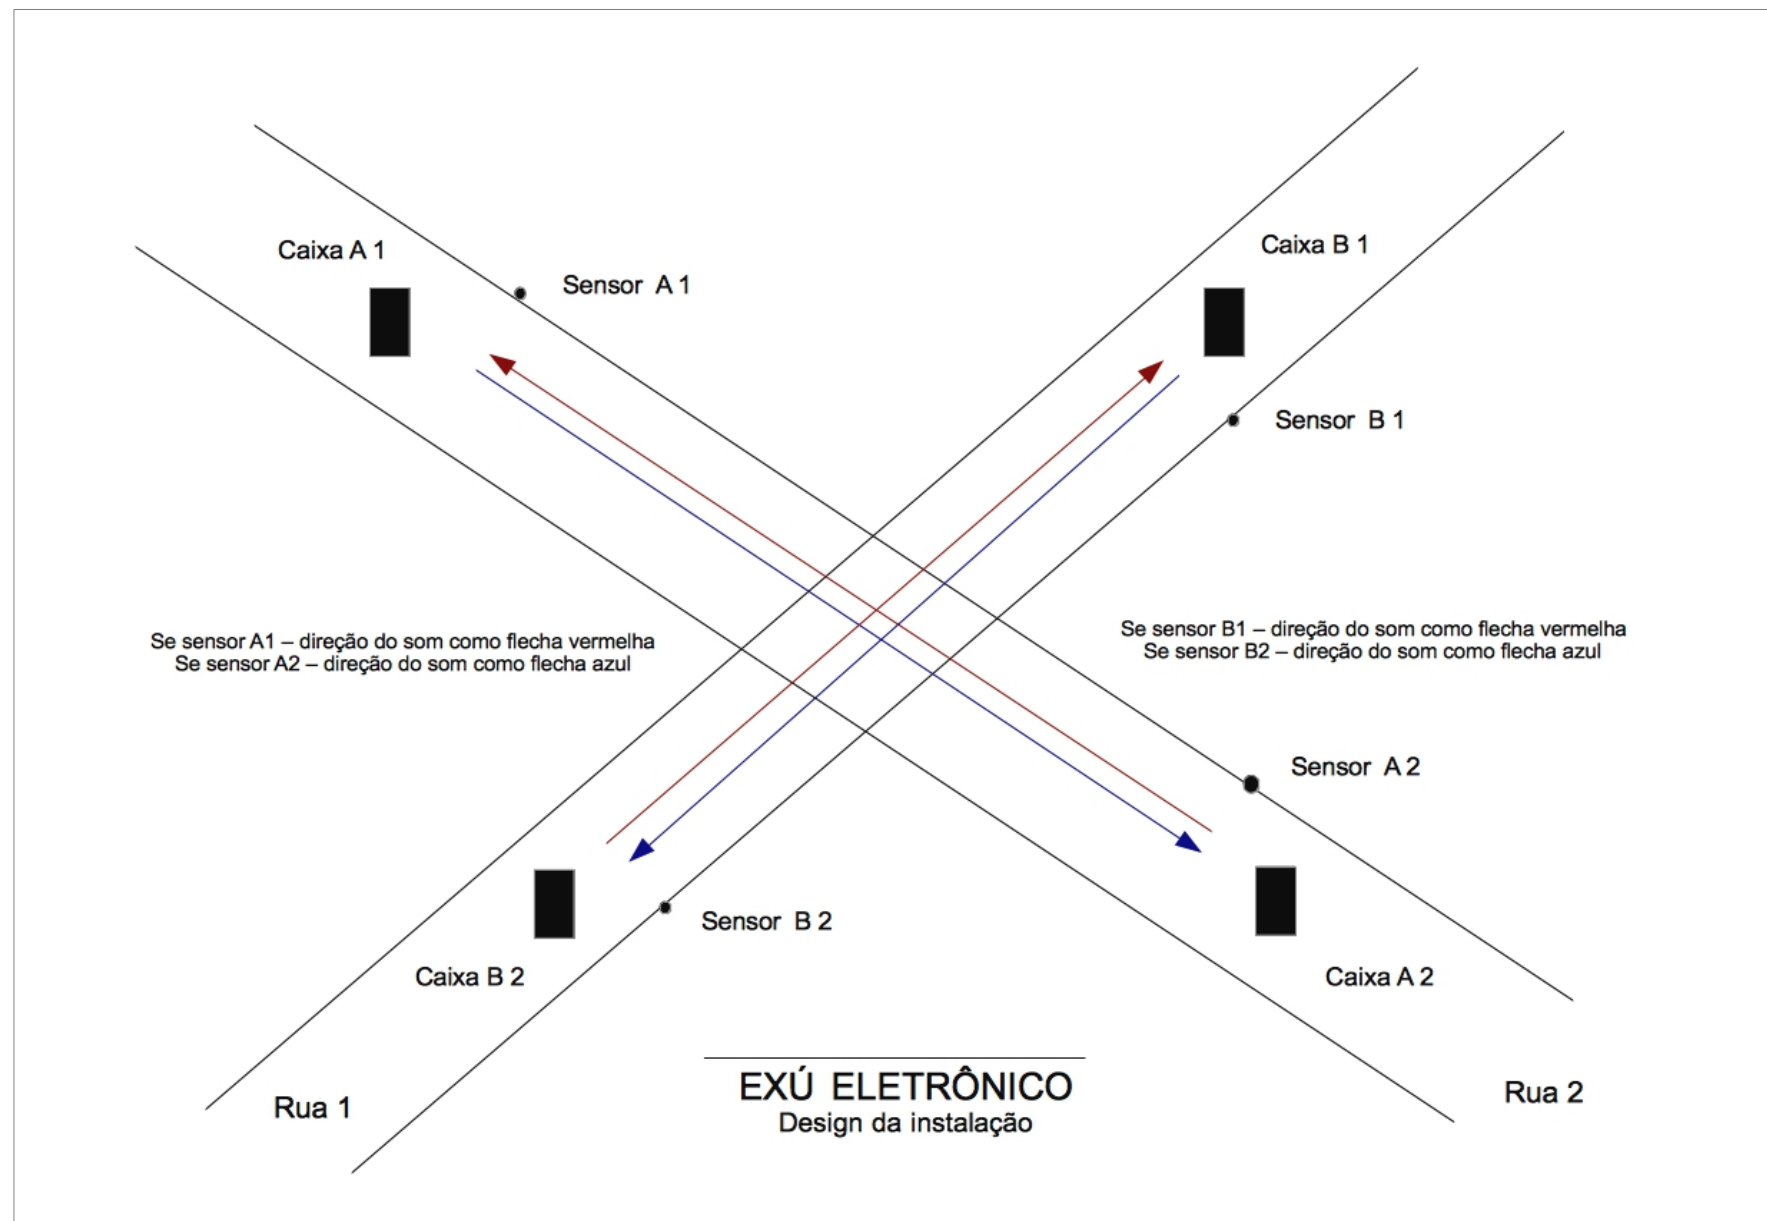 Caixa A 1
Sensor A 1
Caixa B 1
Sensor B 1
Se sensor A1 – direção do som como flecha vermelha
Se sensor A2 – direção do som como flecha azul
Se sensor B1 – direção do som como flecha vermelha
Se sensor B2 – direção do som como flecha azul
Sensor A 2
Sensor B 2
Caixa B 2
Caixa A 2
Rua 1
EXÚ ELETRÔNICO
Design da instalação
Rua 2